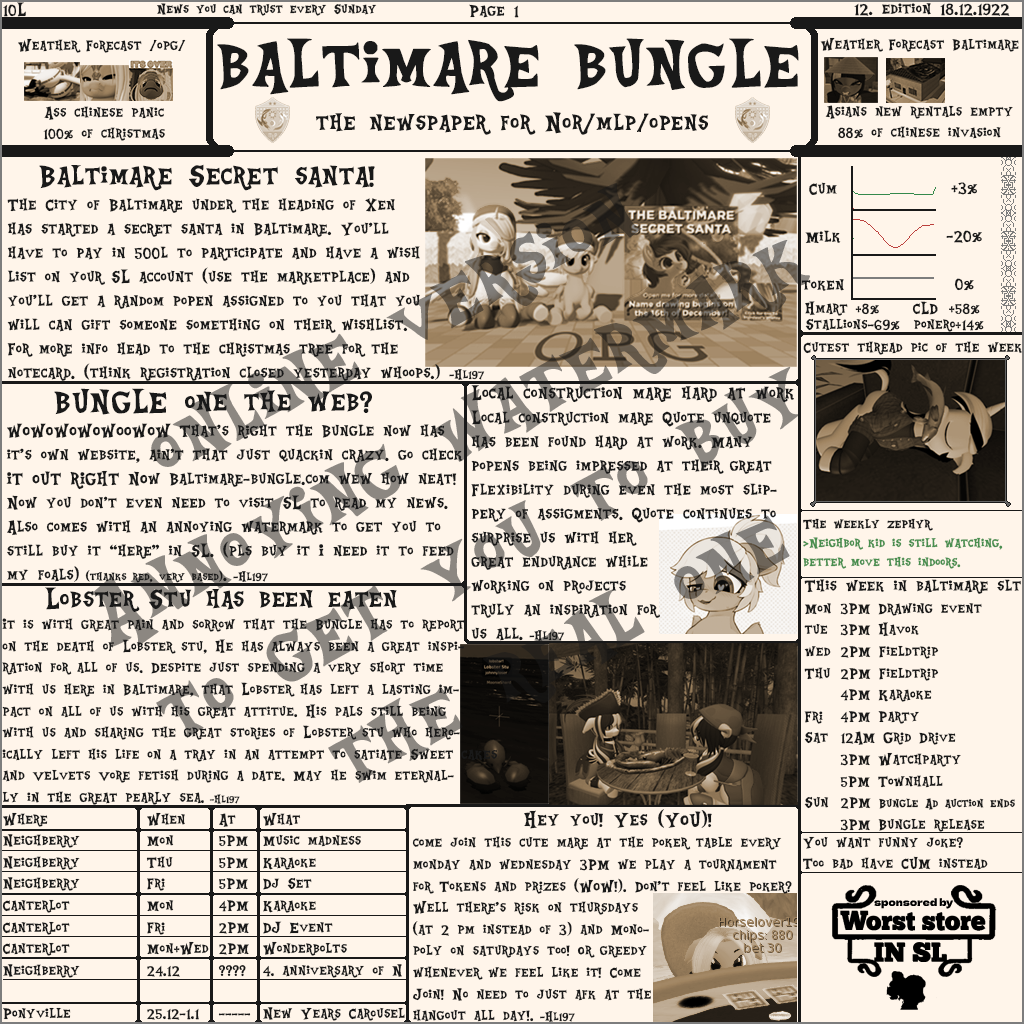 10L
News you can trust every Sunday
Page 1
12. edition 18.12.1922
Weather forecast /opg/
IT'S OVER
Ass chinese panic
100% of christmas
BALTiMARE BUNGLE
the newspaper for Nor/mlp/opens
Weather forecast Baltimare
Asians new rentals empty
88% of chinese invasion
Baltimare Secret santa!
The City of Baltimare under the heading of Xen
has started a secret santa in Baltimare. You'll
have to pay in 500L to participate and have a wish
list on your SL account (use the marketplace) and
you'll get a random popen assigned to you that you
will can gift someone something on their wishlist.
For more info head to the christmas tree for the
notecard. (think registration closed yesterday whoops.) -HL197
THE BALTIMARE
SECRET SANTA
Open me for more data!
Name drawing begins on
the 16th of December!
OPRG
Cum +3%
Milk -20%
Token 0%
Hmart +8% CLD +58%
Stallions-69% Ponero+14%
Cutest thread pic of the week
BUNGLE one the web?
WoWoWoWoWooWoW that's right the bungle now has
it's own website. ain't that just quackin crazy. Go check
it out RIGHT Now baltimare-bungle.com wew how neat!
Now you don't even need to visit SL to read my news.
Also comes with an annoying watermark to get you to
still buy it "here" in SL. (pls buy it i need it to feed
my foals) (thanks red, very based). -HL197
Local construction mare hard at work
Local construction mare Quote unquote
has been found hard at work. Many
popens being impressed at their great
flexibility during even the most slip-
pery of assigments. Quote continues to
surprise us with her
great endurance while
working on projects
truly an inspiration for
us all. -HL197
The weekly zephyr
>Neighbor kid is still watching,
better move this indoors.
Lobster Stu has been eaten
it is with great pain and sorrow that the bungle has to report
on the death of Lobster stu. He has always been a great inspi-
ration for all of us. despite just spending a very short time
with us here in Baltimare, that Lobster has left a lasting im-
pact on all of us with his great attitue. His pals still being
with us and sharing the great stories of Lobster stu who hero-
ically left his life on a tray in an attempt to satiate Sweet
and velvets vore fetish during a date. may he swim eternal-
ly in the great pearly sea. -HL197
Lobster Stu
This week in Baltimare SLT
Mon 3PM drawing event
Tue 3PM Havok
Wed 2PM Fieldtrip
Thu 2PM Fieldtrip
4PM Karaoke
Fri 4PM Party
Sat 12AM Grid Drive
3PM Watchparty
5PM Townhall
Sun 2PM Bungle Ad auction ends
3PM Bungle release
You want funny joke?
Too bad have CUM instead
Where When At What
Neighberry Mon 5PM Music madness
Neighberry Thu 5PM Karaoke
Neighberry Fri 5PM DJ Set
Canterlot Mon 4PM Karaoke
Canterlot Fri 2PM DJ Event
Canterlot Mon+Wed 2PM Wonderbolts
Neighberry 24.12 ???? 4. Anniversary of N
Ponyville 25.12-1.1 ----- New Years Carousel
Hey you! Yes (you)!
come join this cute mare at the poker table every
monday and wednesday 3PM we play a tournament
for Tokens and prizes (WoW!). Don't feel like poker?
Well there's risk on thursdays
(at 2 pm instead of 3) and Mono-
poly on saturdays too! or greedy
whenever we feel like it! Come
Join! No need to just afk at the
hangout all day!. -HL197
Horselover19
chips: 880
bet 30
sponsored by
Worst store
IN SL
ONLiNE VERSiON
ANNOYiNG WATERMARK
To GET YOU To BUY
THE REAL ONE